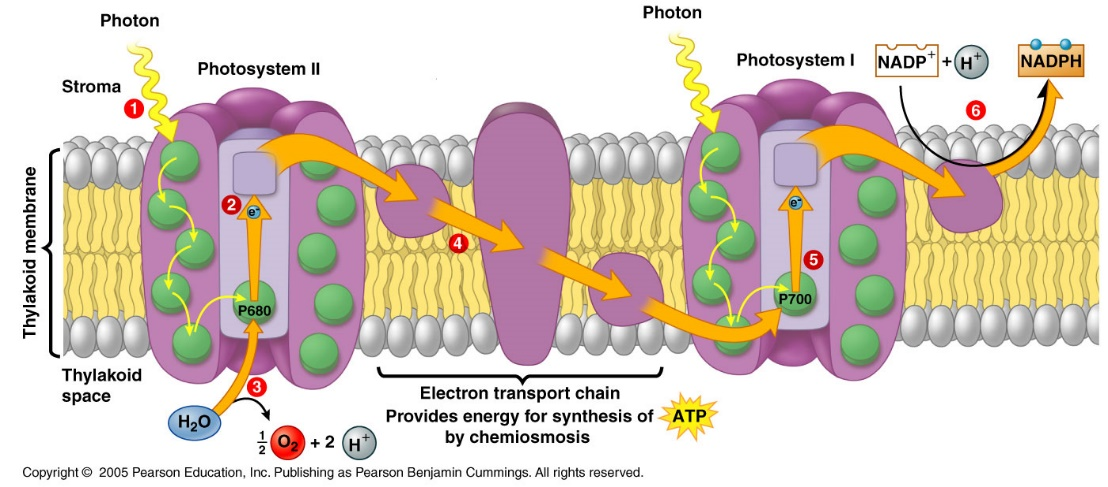 Photon
Photon
Stroma
Photosystem II
Photosystem I
NADP⁺ + H⁺
NADPH
1
6
Thylakoid membrane
2
e⁻
e⁻
4
5
P680
P700
Thylakoid
space
3
H₂O
½ O₂ + 2 H⁺
Electron transport chain
Provides energy for synthesis of ATP
by chemiosmosis
Copyright © 2005 Pearson Education, Inc. Publishing as Pearson Benjamin Cummings. All rights reserved.